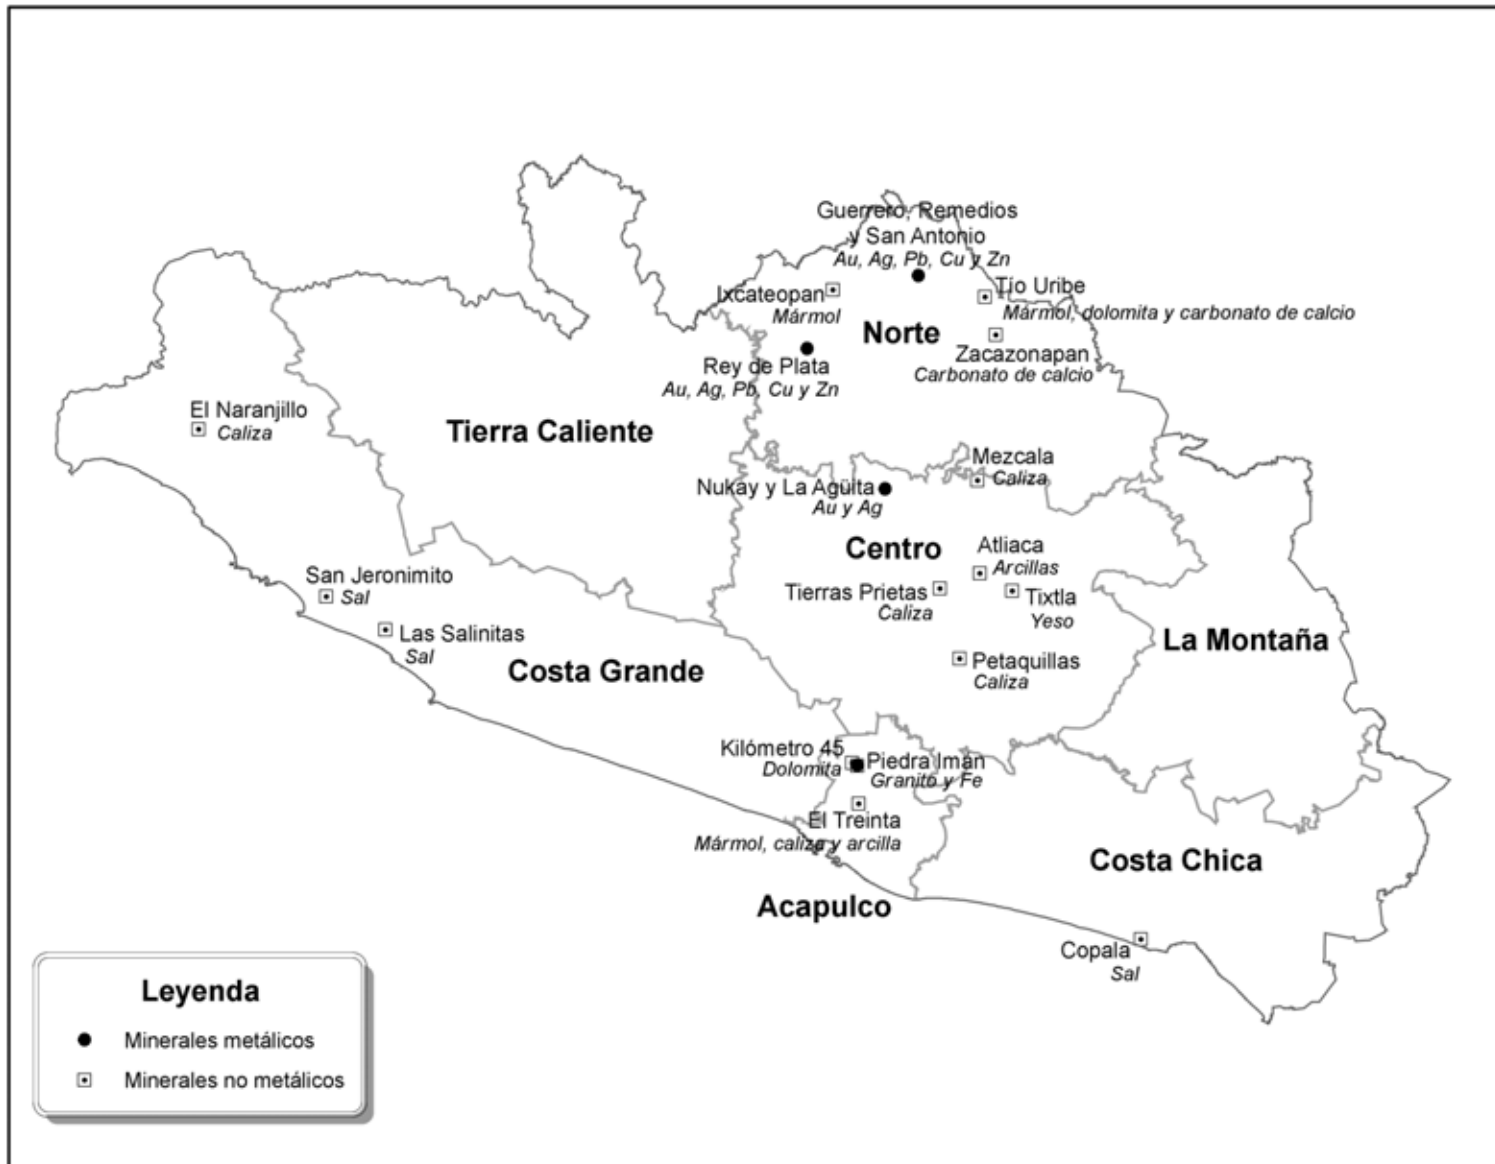 Guerrero, Remedios
y San Antonio
Au, Ag, Pb, Cu y Zn
Ixcateopan
Mármol
Tío Uribe
Mármol, dolomita y carbonato de calcio
Norte
Zacazonapan
Carbonato de calcio
Rey de Plata
Au, Ag, Pb, Cu y Zn
El Naranjillo
Caliza
Tierra Caliente
Mezcala
Caliza
Nukay y La Agüita
Au y Ag
Centro
Atliaca
Arcillas
San Jeronimito
Sal
Tierras Prietas
Caliza
Tixtla
Yeso
Las Salinitas
Sal
La Montaña
Costa Grande
Petaquillas
Caliza
Kilómetro 45
Dolomita
Piedra Imán
Granito y Fe
El Treinta
Mármol, caliza y arcilla
Costa Chica
Acapulco
Copala
Sal
Leyenda
Minerales metálicos
Minerales no metálicos